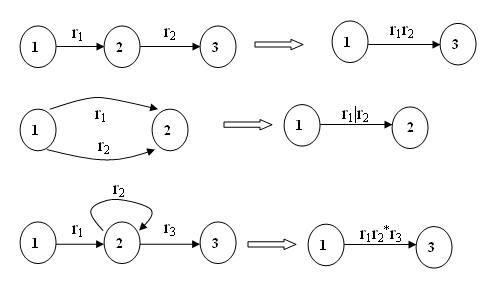 1 r₁ 2 r₂ 3 1 r₁r₂ 3
1 r₁ r₂ 2 1 r₁|r₂ 2
1 r₁ 2 r₂ r₃ 3 1 r₁r₂*r₃ 3